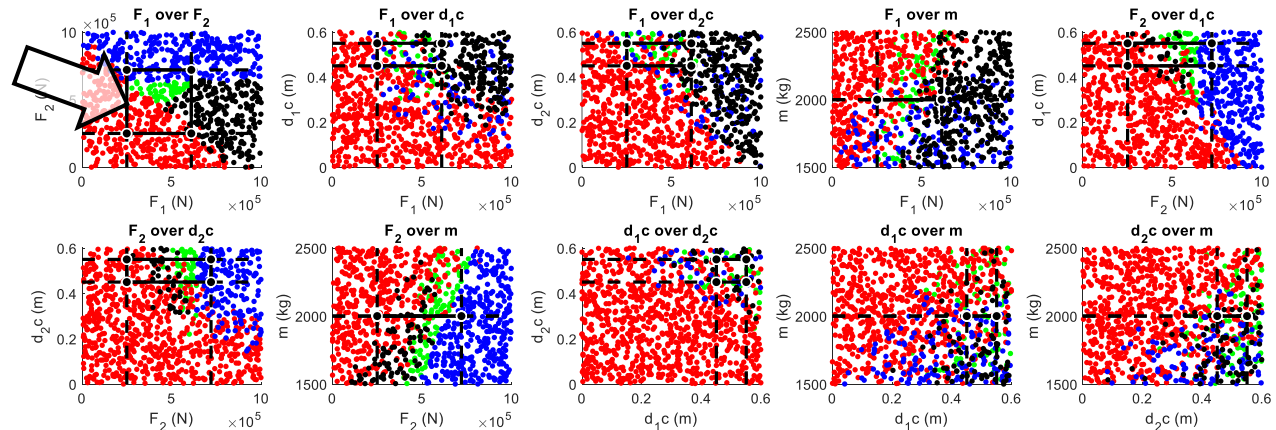 F₁ over F₂
×10⁵
10
5
0
F₂ (N)
0
5
10
F₁ (N)
×10⁵
F₁ over d₁c
0.6
0.4
0.2
0
d₁c (m)
0
5
10
F₁ (N)
×10⁵
F₁ over d₂c
0.6
0.4
0.2
0
d₂c (m)
0
5
10
F₁ (N)
×10⁵
F₁ over m
2500
2000
1500
m (kg)
0
5
10
F₁ (N)
×10⁵
F₂ over d₁c
0.6
0.4
0.2
0
d₁c (m)
0
5
10
F₂ (N)
×10⁵
F₂ over d₂c
0.6
0.4
0.2
0
d₂c (m)
0
5
10
F₂ (N)
×10⁵
F₂ over m
2500
2000
1500
m (kg)
0
5
10
F₂ (N)
×10⁵
d₁c over d₂c
0.6
0.4
0.2
0
d₂c (m)
0
0.2
0.4
0.6
d₁c (m)
d₁c over m
2500
2000
1500
m (kg)
0
0.2
0.4
0.6
d₁c (m)
d₂c over m
2500
2000
1500
m (kg)
0
0.2
0.4
0.6
d₂c (m)